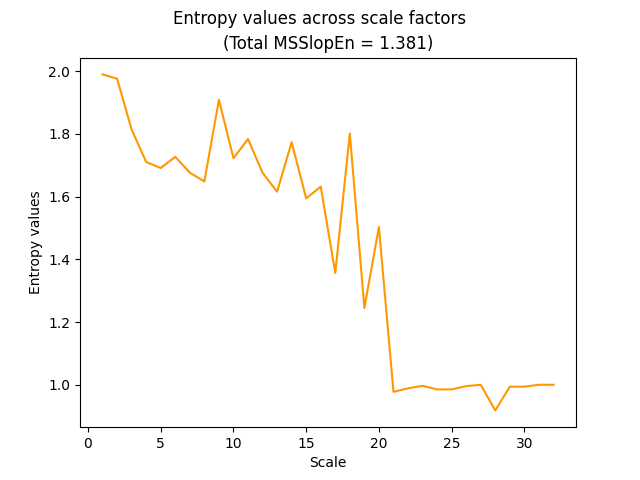 Entropy values across scale factors
(Total MSSlopEn = 1.381)
2.0
1.8
1.6
1.4
1.2
1.0
Entropy values
0 5 10 15 20 25 30
Scale